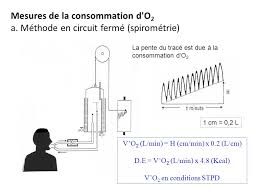 Mesures de la consommation d'O2
a. Méthode en circuit fermé (spirométrie)
La pente du tracé est due à la
consommation d'O2
H
t minutes
1 cm = 0,2 L
V'O2 (L/min) = H (cm/min) x 0.2 (L/cm)
D.E = V'O2 (L/min) x 4.8 (Kcal)
V'O2 en conditions STPD